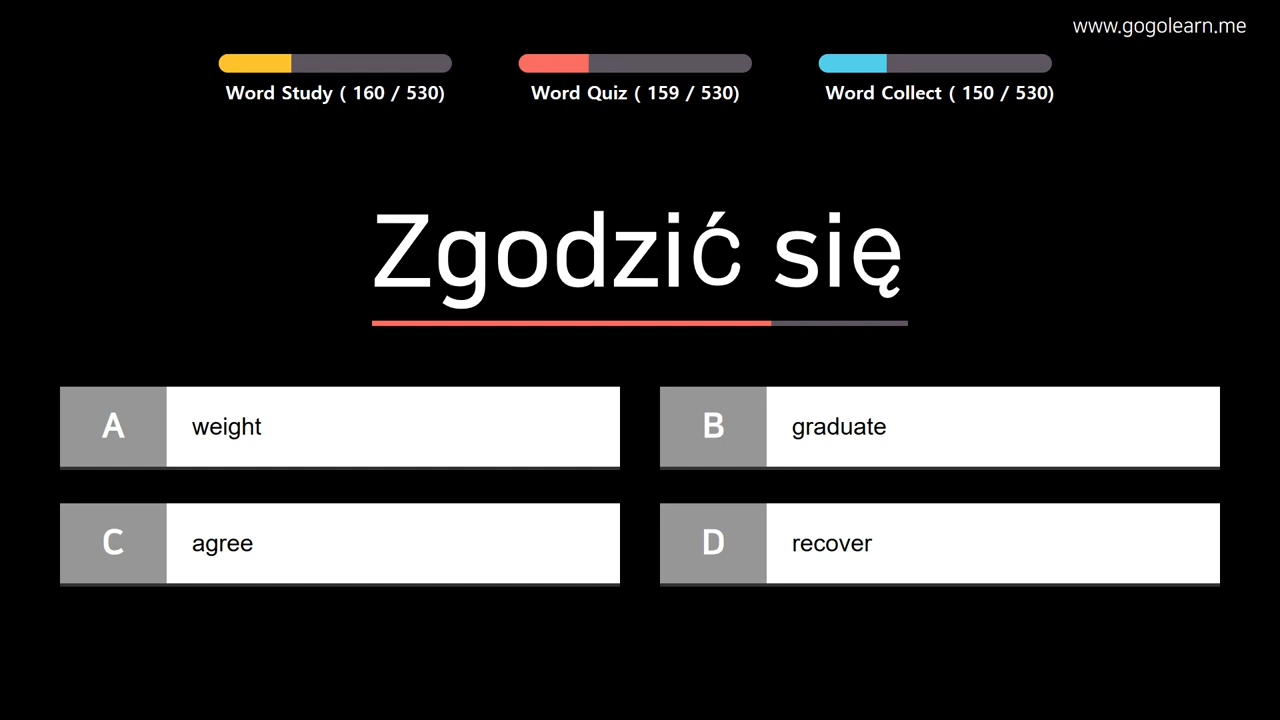 www.gogolearn.me
Word Study ( 160 / 530)
Word Quiz ( 159 / 530)
Word Collect ( 150 / 530)
Zgodzić się
A weight
B graduate
C agree
D recover